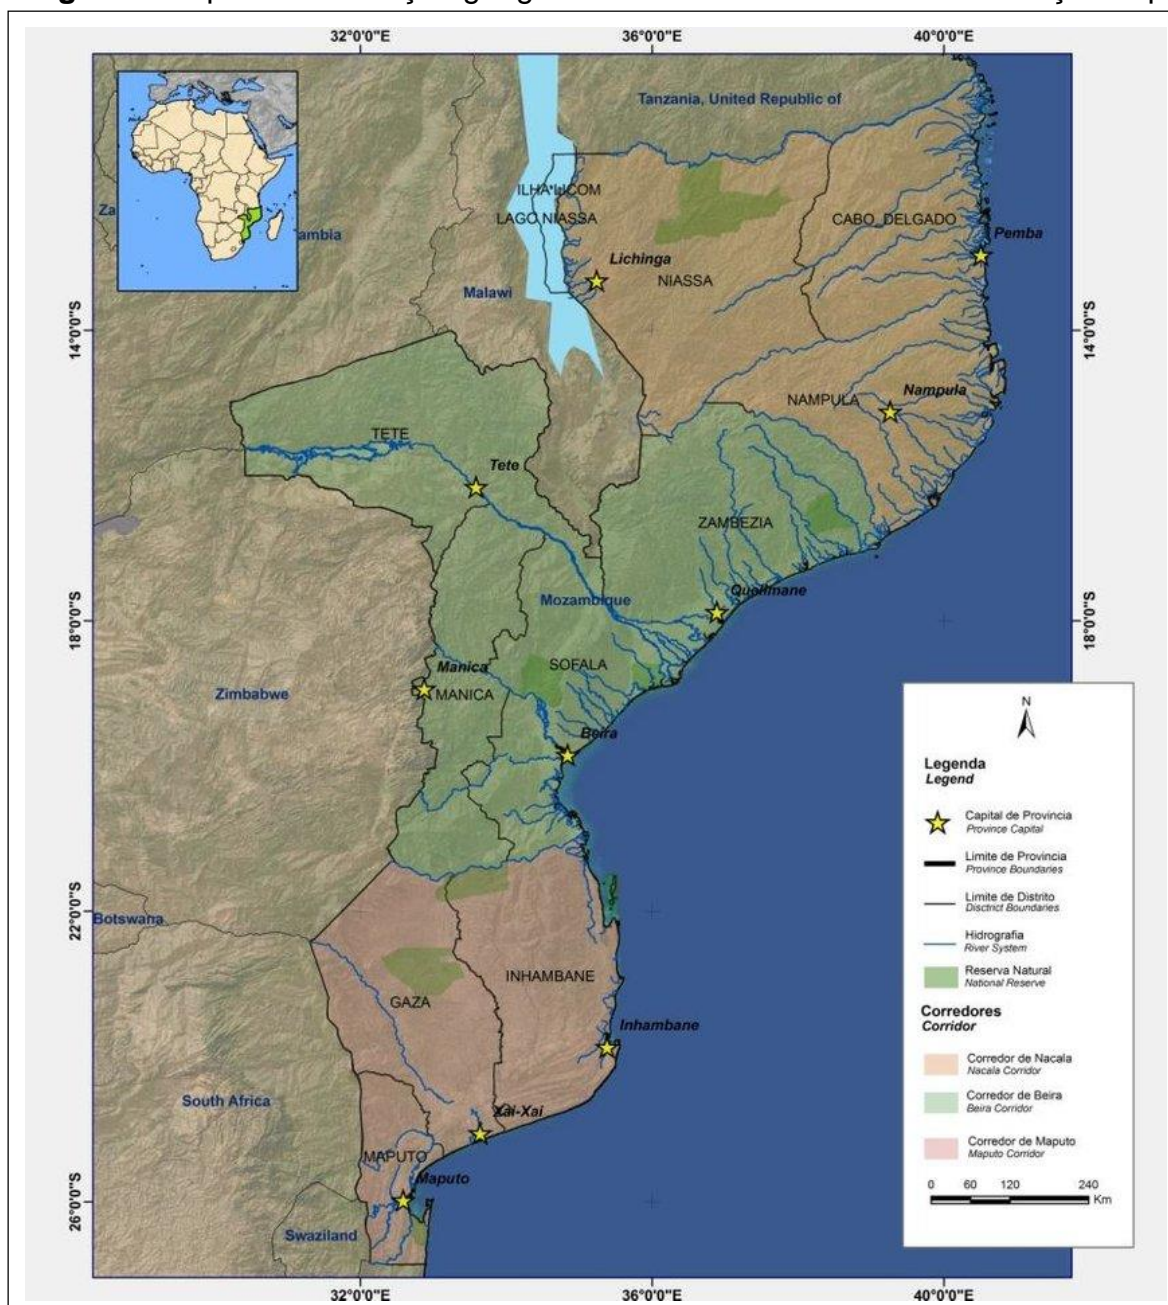 32°0'0"E 36°0'0"E 40°0'0"E
Tanzania, United Republic of
ILHA LICOM
LAGO NIASSA
CABO_DELGADO
Pemba
Za
ambia
Lichinga
NIASSA
Malawi
14°0'0"S 14°0'0"S
NAMPULA
Nampula
TETE
Tete
ZAMBEZIA
Mozambique
Quelimane
18°0'0"S 18°0'0"S
SOFALA
Manica
MANICA
Zimbabwe
Beira
22°0'0"S
Botswana
INHAMBANE
GAZA
Inhambane
South Africa
Xai-Xai
MAPUTO
Maputo
26°0'0"S
Swaziland
32°0'0"E 36°0'0"E 40°0'0"E
N
Legenda
Legend
Capital de Provincia
Province Capital
Limite de Provincia
Province Boundaries
Limite de Distrito
Disctrict Boundaries
Hidrografia
River System
Reserva Natural
National Reserve
Corredores
Corridor
Corredor de Nacala
Nacala Corridor
Corredor de Beira
Beira Corridor
Corredor de Maputo
Maputo Corridor
0 60 120 240
Km